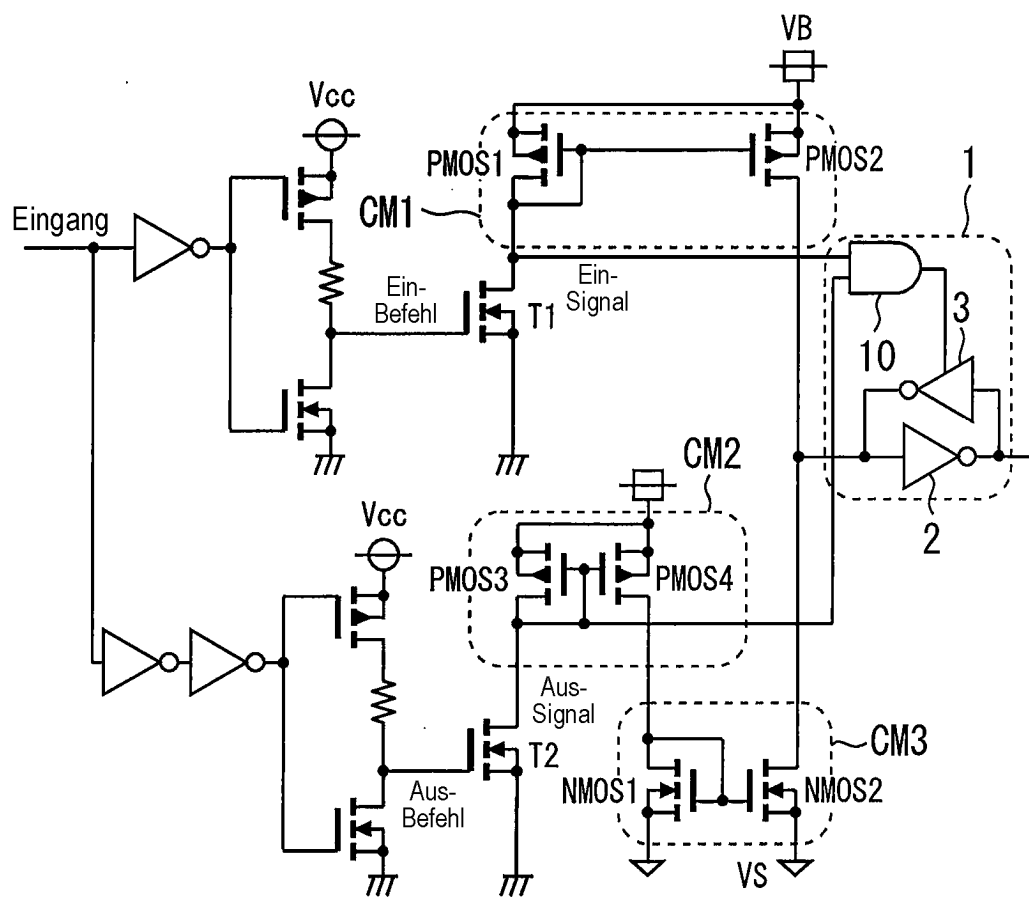 VB
Vcc
PMOS1
PMOS2
CM1
1
Eingang
Ein-
Befehl
T1
Ein-
Signal
10
3
2
CM2
Vcc
PMOS3
PMOS4
Aus-
Signal
T2
Aus-
Befehl
CM3
NMOS1
NMOS2
VS